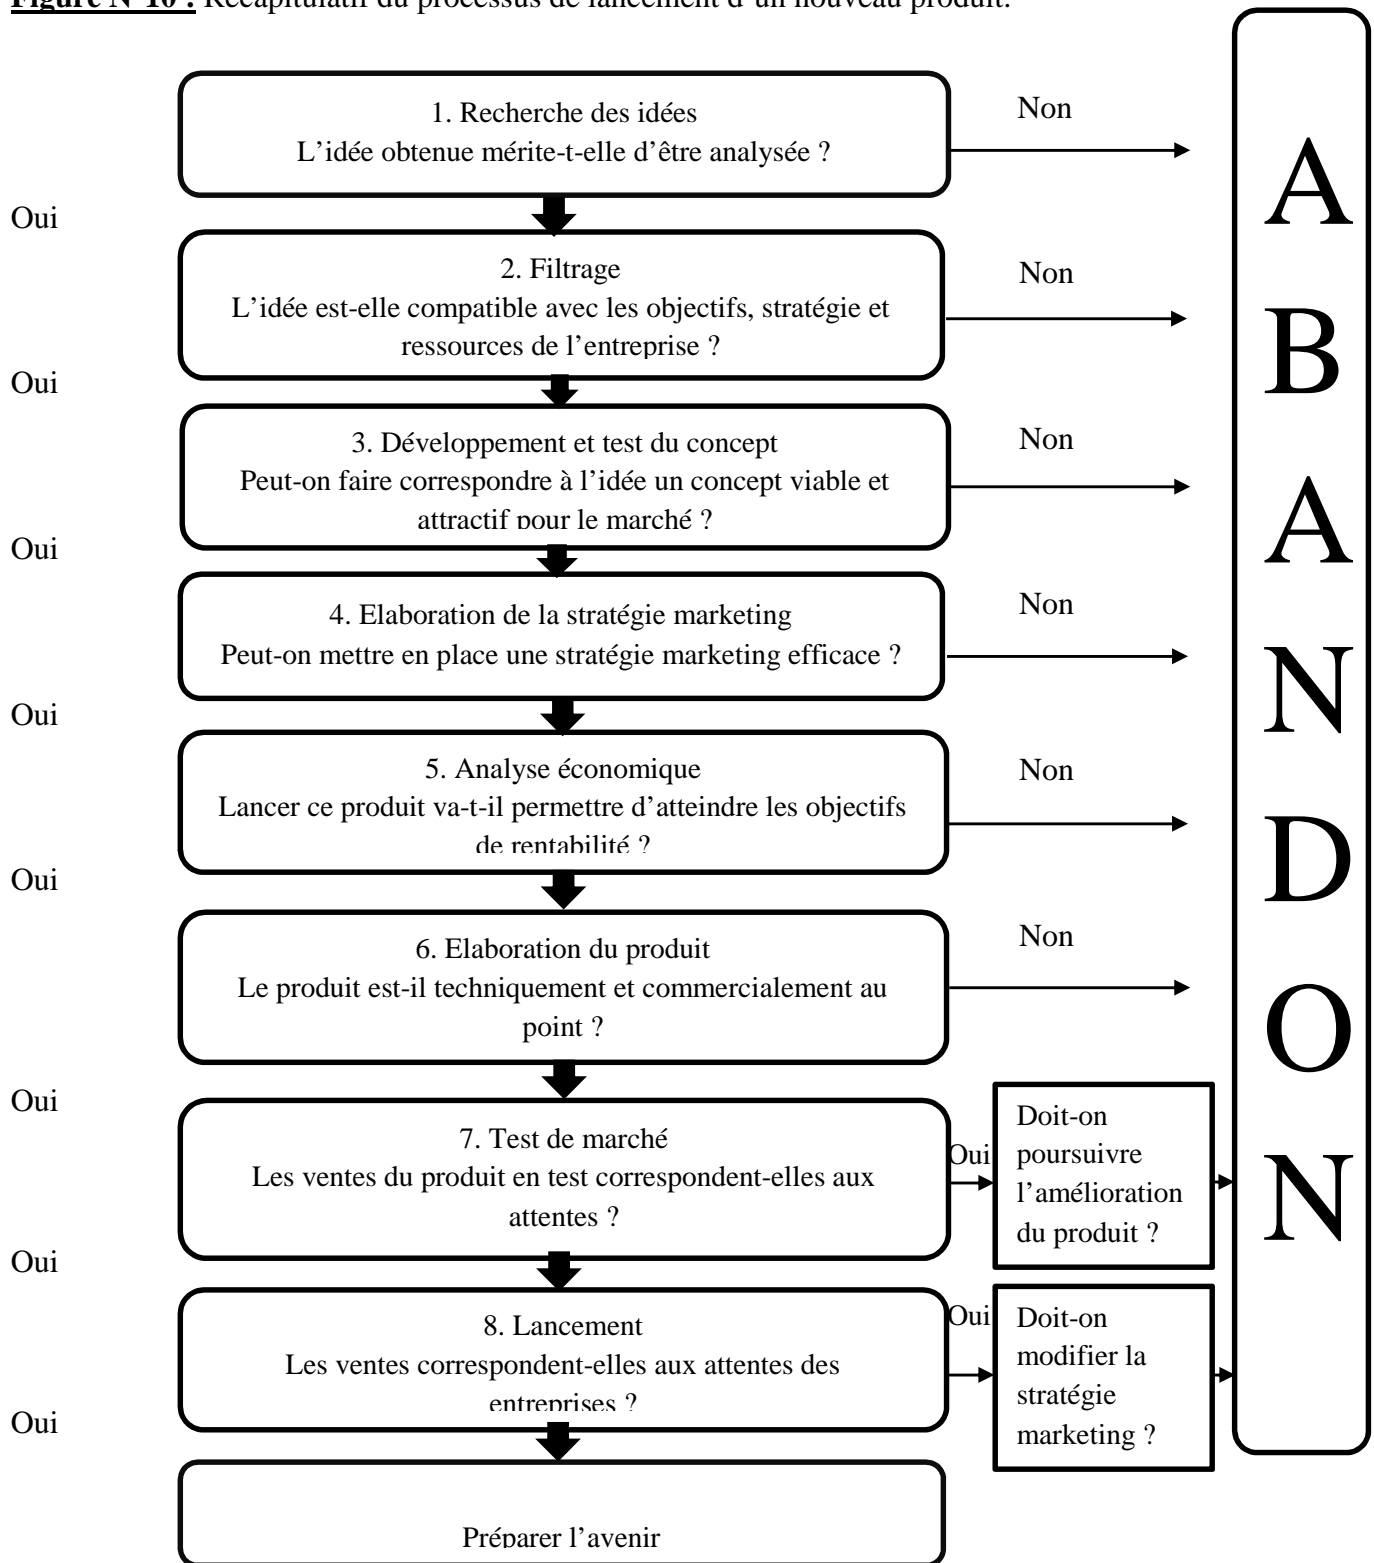 Figure N°10 : Récapitulatif du processus de lancement d'un nouveau produit.
1. Recherche des idées
L'idée obtenue mérite-t-elle d'être analysée ?
Non
Oui
2. Filtrage
L'idée est-elle compatible avec les objectifs, stratégie et
ressources de l'entreprise ?
Non
Oui
3. Développement et test du concept
Peut-on faire correspondre à l'idée un concept viable et
attractif pour le marché ?
Non
Oui
4. Elaboration de la stratégie marketing
Peut-on mettre en place une stratégie marketing efficace ?
Non
Oui
5. Analyse économique
Lancer ce produit va-t-il permettre d'atteindre les objectifs
de rentabilité ?
Non
Oui
6. Elaboration du produit
Le produit est-il techniquement et commercialement au
point ?
Non
Oui
7. Test de marché
Les ventes du produit en test correspondent-elles aux
attentes ?
Oui
Doit-on
poursuivre
l'amélioration
du produit ?
Oui
8. Lancement
Les ventes correspondent-elles aux attentes des
entreprises ?
Oui
Doit-on
modifier la
stratégie
marketing ?
Oui
Préparer l'avenir
A
B
A
N
D
O
N